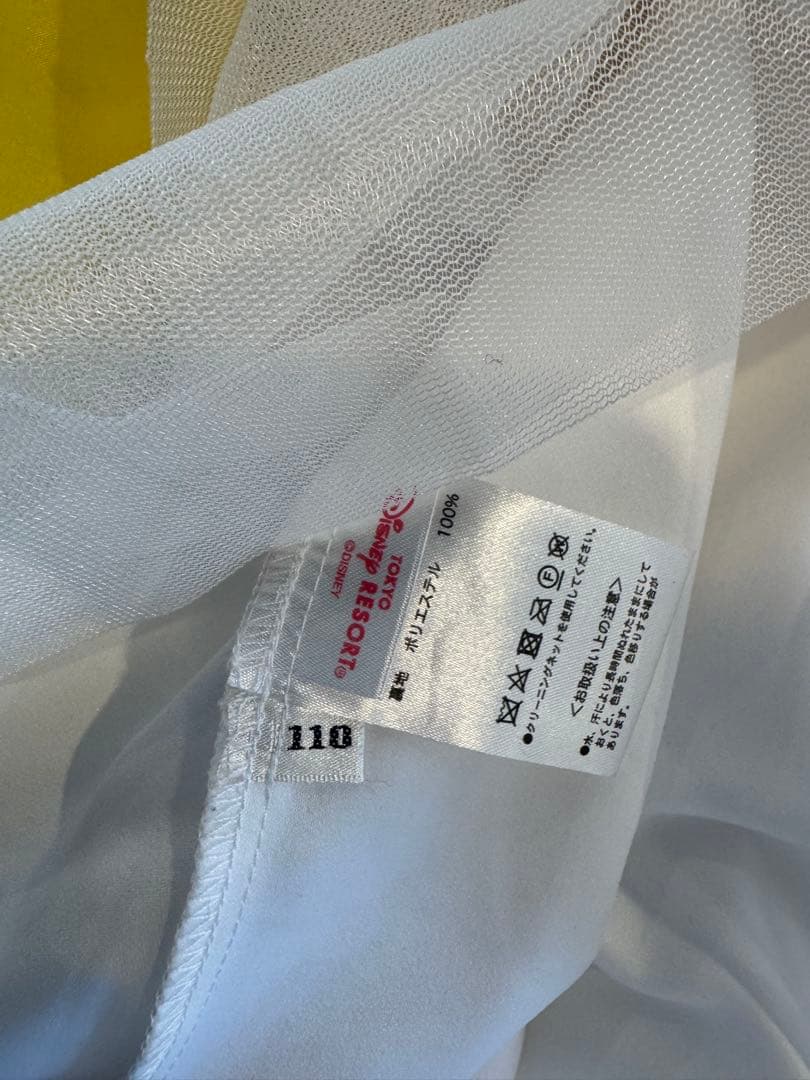 Disney
TOKYO
RESORT®
©DISNEY
裏地 ポリエステル 100%
Ⓕ Ⓦ
●クリーニングネットを使用してください。
<お取扱い上の注意>
●水、汗により長時間ぬれたままにして
おくと、色落ち、色移りする場合が
あります。
110